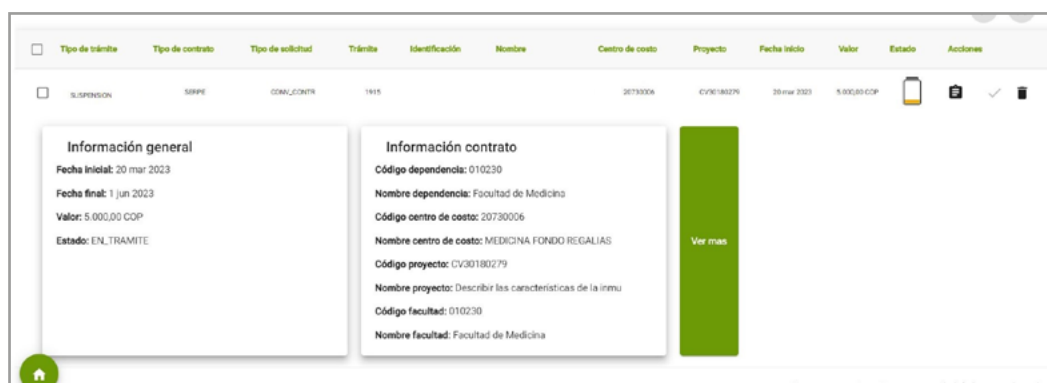 Tipo de trámite Tipo de contrato Tipo de solicitud Trámite Identificación Nombre Centro de costo Proyecto Fecha Inicio Valor Estado Acciones
SUSPENSION SERPE CONV_CONTR 1915 20730006 CV30180279 20 mar 2023 5.000,00 COP
Información general
Fecha Inicial: 20 mar 2023
Fecha final: 1 jun 2023
Valor: 5.000,00 COP
Estado: EN_TRAMITE
Información contrato
Código dependencia: 010230
Nombre dependencia: Facultad de Medicina
Código centro de costo: 20730006
Nombre centro de costo: MEDICINA FONDO REGALIAS
Código proyecto: CV30180279
Nombre proyecto: Describir las características de la inmu
Código facultad: 010230
Nombre facultad: Facultad de Medicina
Ver mas